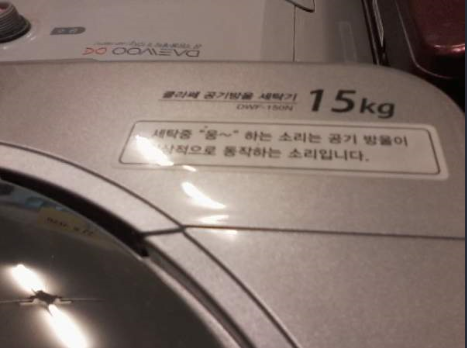 DAEWOO
클라쎄 공기방울 세탁기
DWF-150N
15kg
세탁중 "웅~" 하는 소리는 공기 방울이
정상적으로 동작하는 소리입니다.